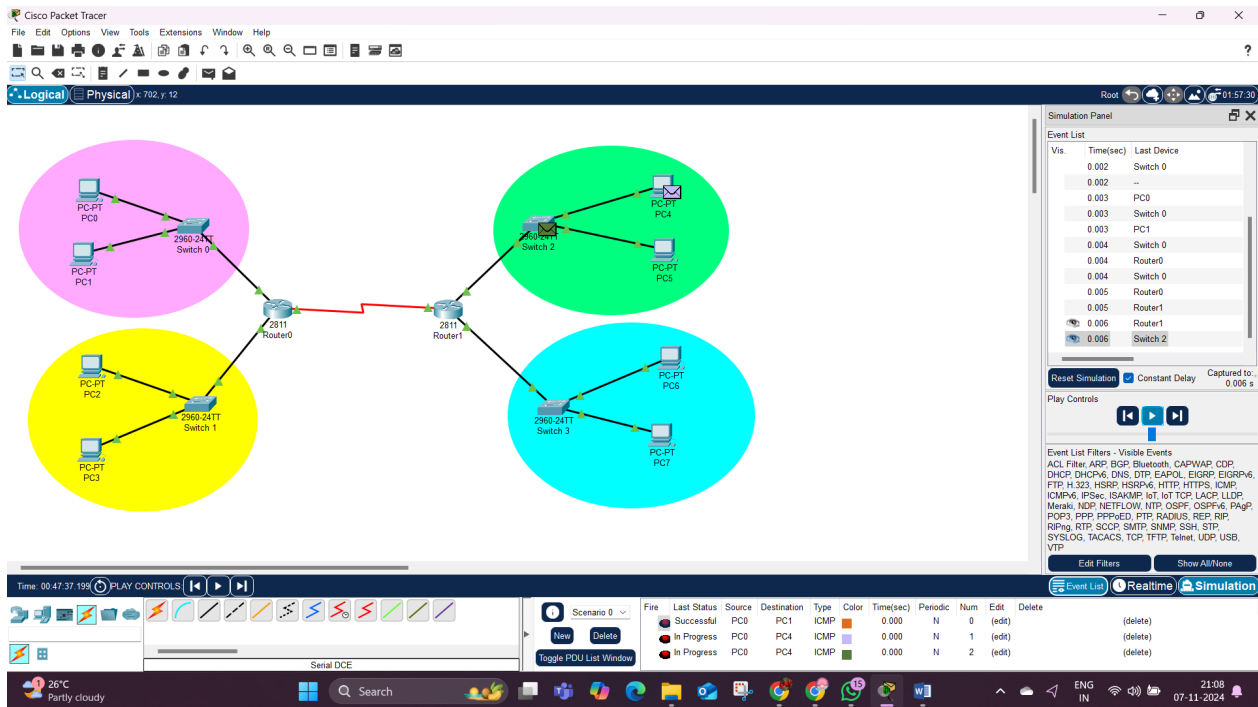 Cisco Packet Tracer
File Edit Options View Tools Extensions Window Help
?
Logical Physical x: 702, y: 12 Root 01:57:30
PC-PT
PC0
PC-PT
PC1
2960-24TT
Switch 0
PC-PT
PC2
PC-PT
PC3
2960-24TT
Switch 1
2811
Router0
2811
Router1
2960-24TT
Switch 2
PC-PT
PC4
PC-PT
PC5
2960-24TT
Switch 3
PC-PT
PC6
PC-PT
PC7
Simulation Panel
Event List
Vis. Time(sec) Last Device
0.002 Switch 0
0.002 --
0.003 PC0
0.003 Switch 0
0.003 PC1
0.004 Switch 0
0.004 Router0
0.004 Switch 0
0.005 Router0
0.005 Router1
0.006 Router1
0.006 Switch 2
Reset Simulation Constant Delay Captured to:
0.006 s
Play Controls
Event List Filters - Visible Events
ACL Filter, ARP, BGP, Bluetooth, CAPWAP, CDP,
DHCP, DHCPv6, DNS, DTP, EAPOL, EIGRP, EIGRPv6,
FTP, H.323, HSRP, HSRPv6, HTTP, HTTPS, ICMP,
ICMPv6, IPSec, ISAKMP, IoT, IoT TCP, LACP, LLDP,
Meraki, NDP, NETFLOW, NTP, OSPF, OSPFv6, PAgP,
POP3, PPP, PPPoED, PTP, RADIUS, REP, RIP,
RIPng, RTP, SCCP, SMTP, SNMP, SSH, STP,
SYSLOG, TACACS, TCP, TFTP, Telnet, UDP, USB,
VTP
Edit Filters Show All/None
Time: 00:47:37.199 PLAY CONTROLS: Event List Realtime Simulation
Serial DCE
Scenario 0
New Delete
Toggle PDU List Window
Fire Last Status Source Destination Type Color Time(sec) Periodic Num Edit Delete
Successful PC0 PC1 ICMP 0.000 N 0 (edit) (delete)
In Progress PC0 PC4 ICMP 0.000 N 1 (edit) (delete)
In Progress PC0 PC4 ICMP 0.000 N 2 (edit) (delete)
1
26°C
Partly cloudy
Search
15
ENG
IN
21:08
07-11-2024